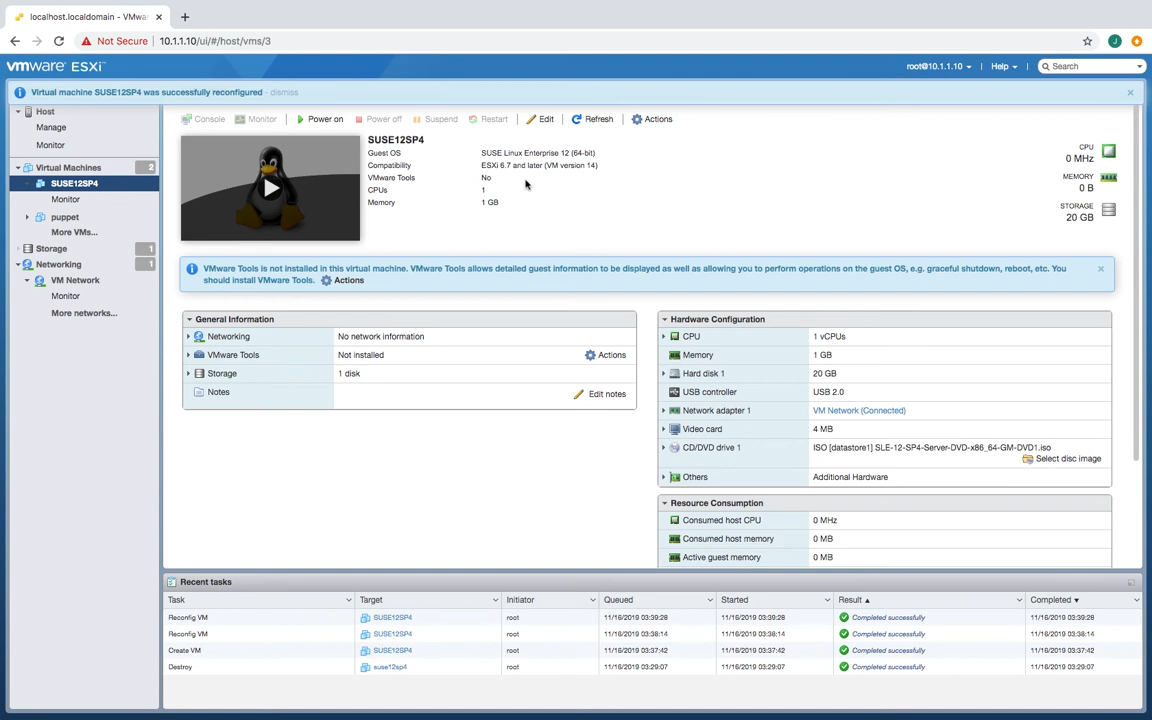 localhost.localdomain - VMwa
Not Secure
10.1.1.10/ui/#/host/vms/3
J
vmware ESXi
root@10.1.1.10
Help
Search
Virtual machine SUSE12SP4 was successfully reconfigured - dismiss
Host
Manage
Monitor
Virtual Machines 2
SUSE12SP4
Monitor
puppet
More VMs...
Storage 1
Networking 1
VM Network
Monitor
More networks...
Console Monitor Power on Power off Suspend Restart Edit Refresh Actions
SUSE12SP4
Guest OS SUSE Linux Enterprise 12 (64-bit)
Compatibility ESXi 6.7 and later (VM version 14)
VMware Tools No
CPUs 1
Memory 1 GB
CPU
0 MHz
MEMORY
0 B
STORAGE
20 GB
VMware Tools is not installed in this virtual machine. VMware Tools allows detailed guest information to be displayed as well as allowing you to perform operations on the guest OS, e.g. graceful shutdown, reboot, etc. You
should install VMware Tools. Actions
General Information
Networking No network information
VMware Tools Not installed Actions
Storage 1 disk
Notes Edit notes
Hardware Configuration
CPU 1 vCPUs
Memory 1 GB
Hard disk 1 20 GB
USB controller USB 2.0
Network adapter 1 VM Network (Connected)
Video card 4 MB
CD/DVD drive 1 ISO [datastore1] SLE-12-SP4-Server-DVD-x86_64-GM-DVD1.iso
Select disc image
Others Additional Hardware
Resource Consumption
Consumed host CPU 0 MHz
Consumed host memory 0 MB
Active guest memory 0 MB
Recent tasks
Task Target Initiator Queued Started Result Completed
Reconfig VM SUSE12SP4 root 11/16/2019 03:39:28 11/16/2019 03:39:28 Completed successfully 11/16/2019 03:39:28
Reconfig VM SUSE12SP4 root 11/16/2019 03:38:14 11/16/2019 03:38:14 Completed successfully 11/16/2019 03:38:14
Create VM SUSE12SP4 root 11/16/2019 03:37:42 11/16/2019 03:37:42 Completed successfully 11/16/2019 03:37:42
Destroy suse12sp4 root 11/16/2019 03:29:07 11/16/2019 03:29:07 Completed successfully 11/16/2019 03:29:07